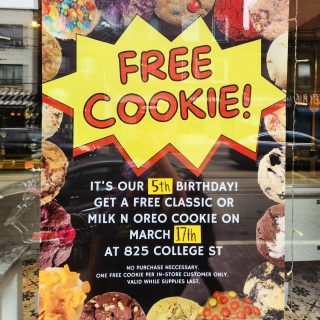 FREE
COOKIE!
IT'S OUR 5th BIRTHDAY!
GET A FREE CLASSIC OR
MILK N OREO COOKIE ON
MARCH 17th
AT 825 COLLEGE ST
NO PURCHASE NECCESSARY.
ONE FREE COOKIE PER IN-STORE CUSTOMER ONLY.
VALID WHILE SUPPLIES LAST.